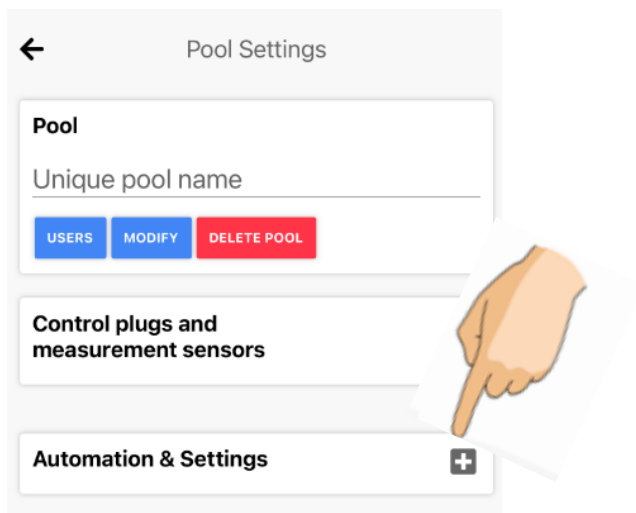 Pool Settings
Pool
Unique pool name
USERS MODIFY DELETE POOL
Control plugs and
measurement sensors
Automation & Settings